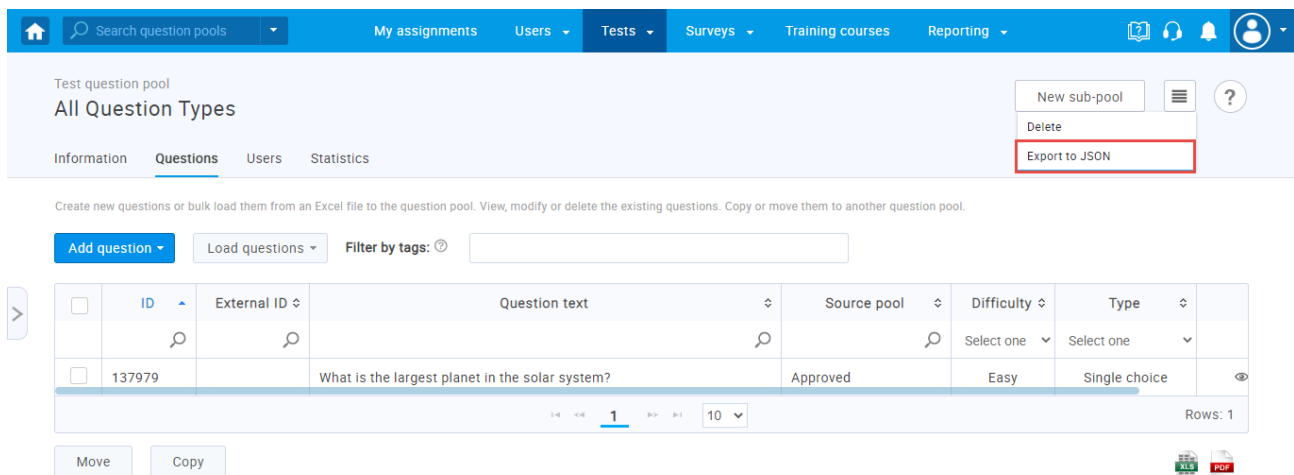 Search question pools
My assignments
Users
Tests
Surveys
Training courses
Reporting
Test question pool
All Question Types
New sub-pool
?
Delete
Export to JSON
Information
Questions
Users
Statistics
Create new questions or bulk load them from an Excel file to the question pool. View, modify or delete the existing questions. Copy or move them to another question pool.
Add question
Load questions
Filter by tags: ?
ID
External ID
Question text
Source pool
Difficulty
Type
Select one
Select one
137979
What is the largest planet in the solar system?
Approved
Easy
Single choice
1
10
Rows: 1
Move
Copy
XLS
PDF